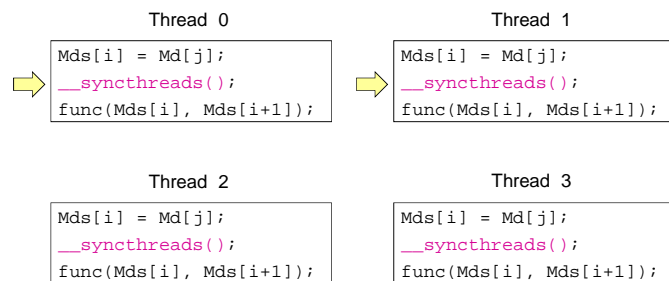 Thread 0
Mds[i] = Md[j];
__syncthreads();
func(Mds[i], Mds[i+1]);
Thread 1
Mds[i] = Md[j];
__syncthreads();
func(Mds[i], Mds[i+1]);
Thread 2
Mds[i] = Md[j];
__syncthreads();
func(Mds[i], Mds[i+1]);
Thread 3
Mds[i] = Md[j];
__syncthreads();
func(Mds[i], Mds[i+1]);